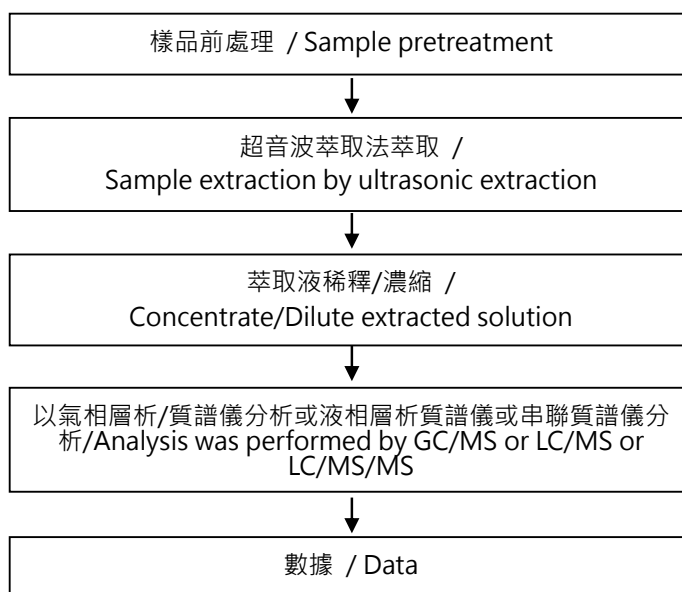 樣品前處理 / Sample pretreatment
超音波萃取法萃取 /
Sample extraction by ultrasonic extraction
萃取液稀釋/濃縮 /
Concentrate/Dilute extracted solution
以氣相層析/質譜儀分析或液相層析質譜儀或串聯質譜儀分
析/Analysis was performed by GC/MS or LC/MS or
LC/MS/MS
數據 / Data